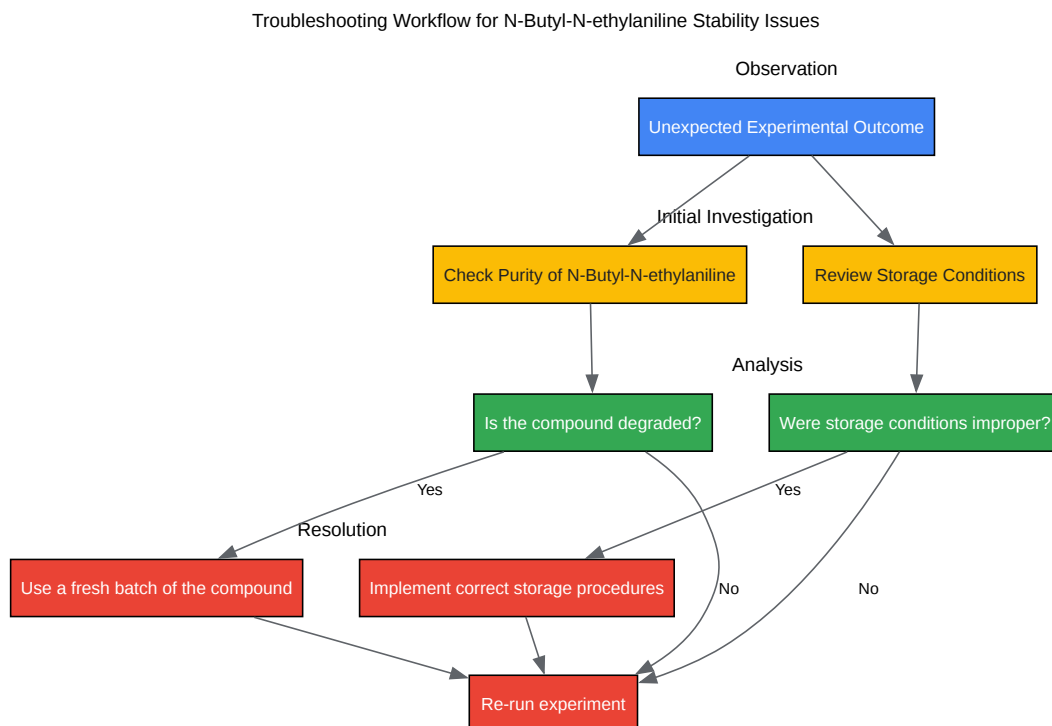 Troubleshooting Workflow for N-Butyl-N-ethylaniline Stability Issues
Observation
Unexpected Experimental Outcome
Initial Investigation
Check Purity of N-Butyl-N-ethylaniline
Review Storage Conditions
Analysis
Is the compound degraded?
Were storage conditions improper?
Yes
Yes
Resolution
Use a fresh batch of the compound
Implement correct storage procedures
No
No
Re-run experiment